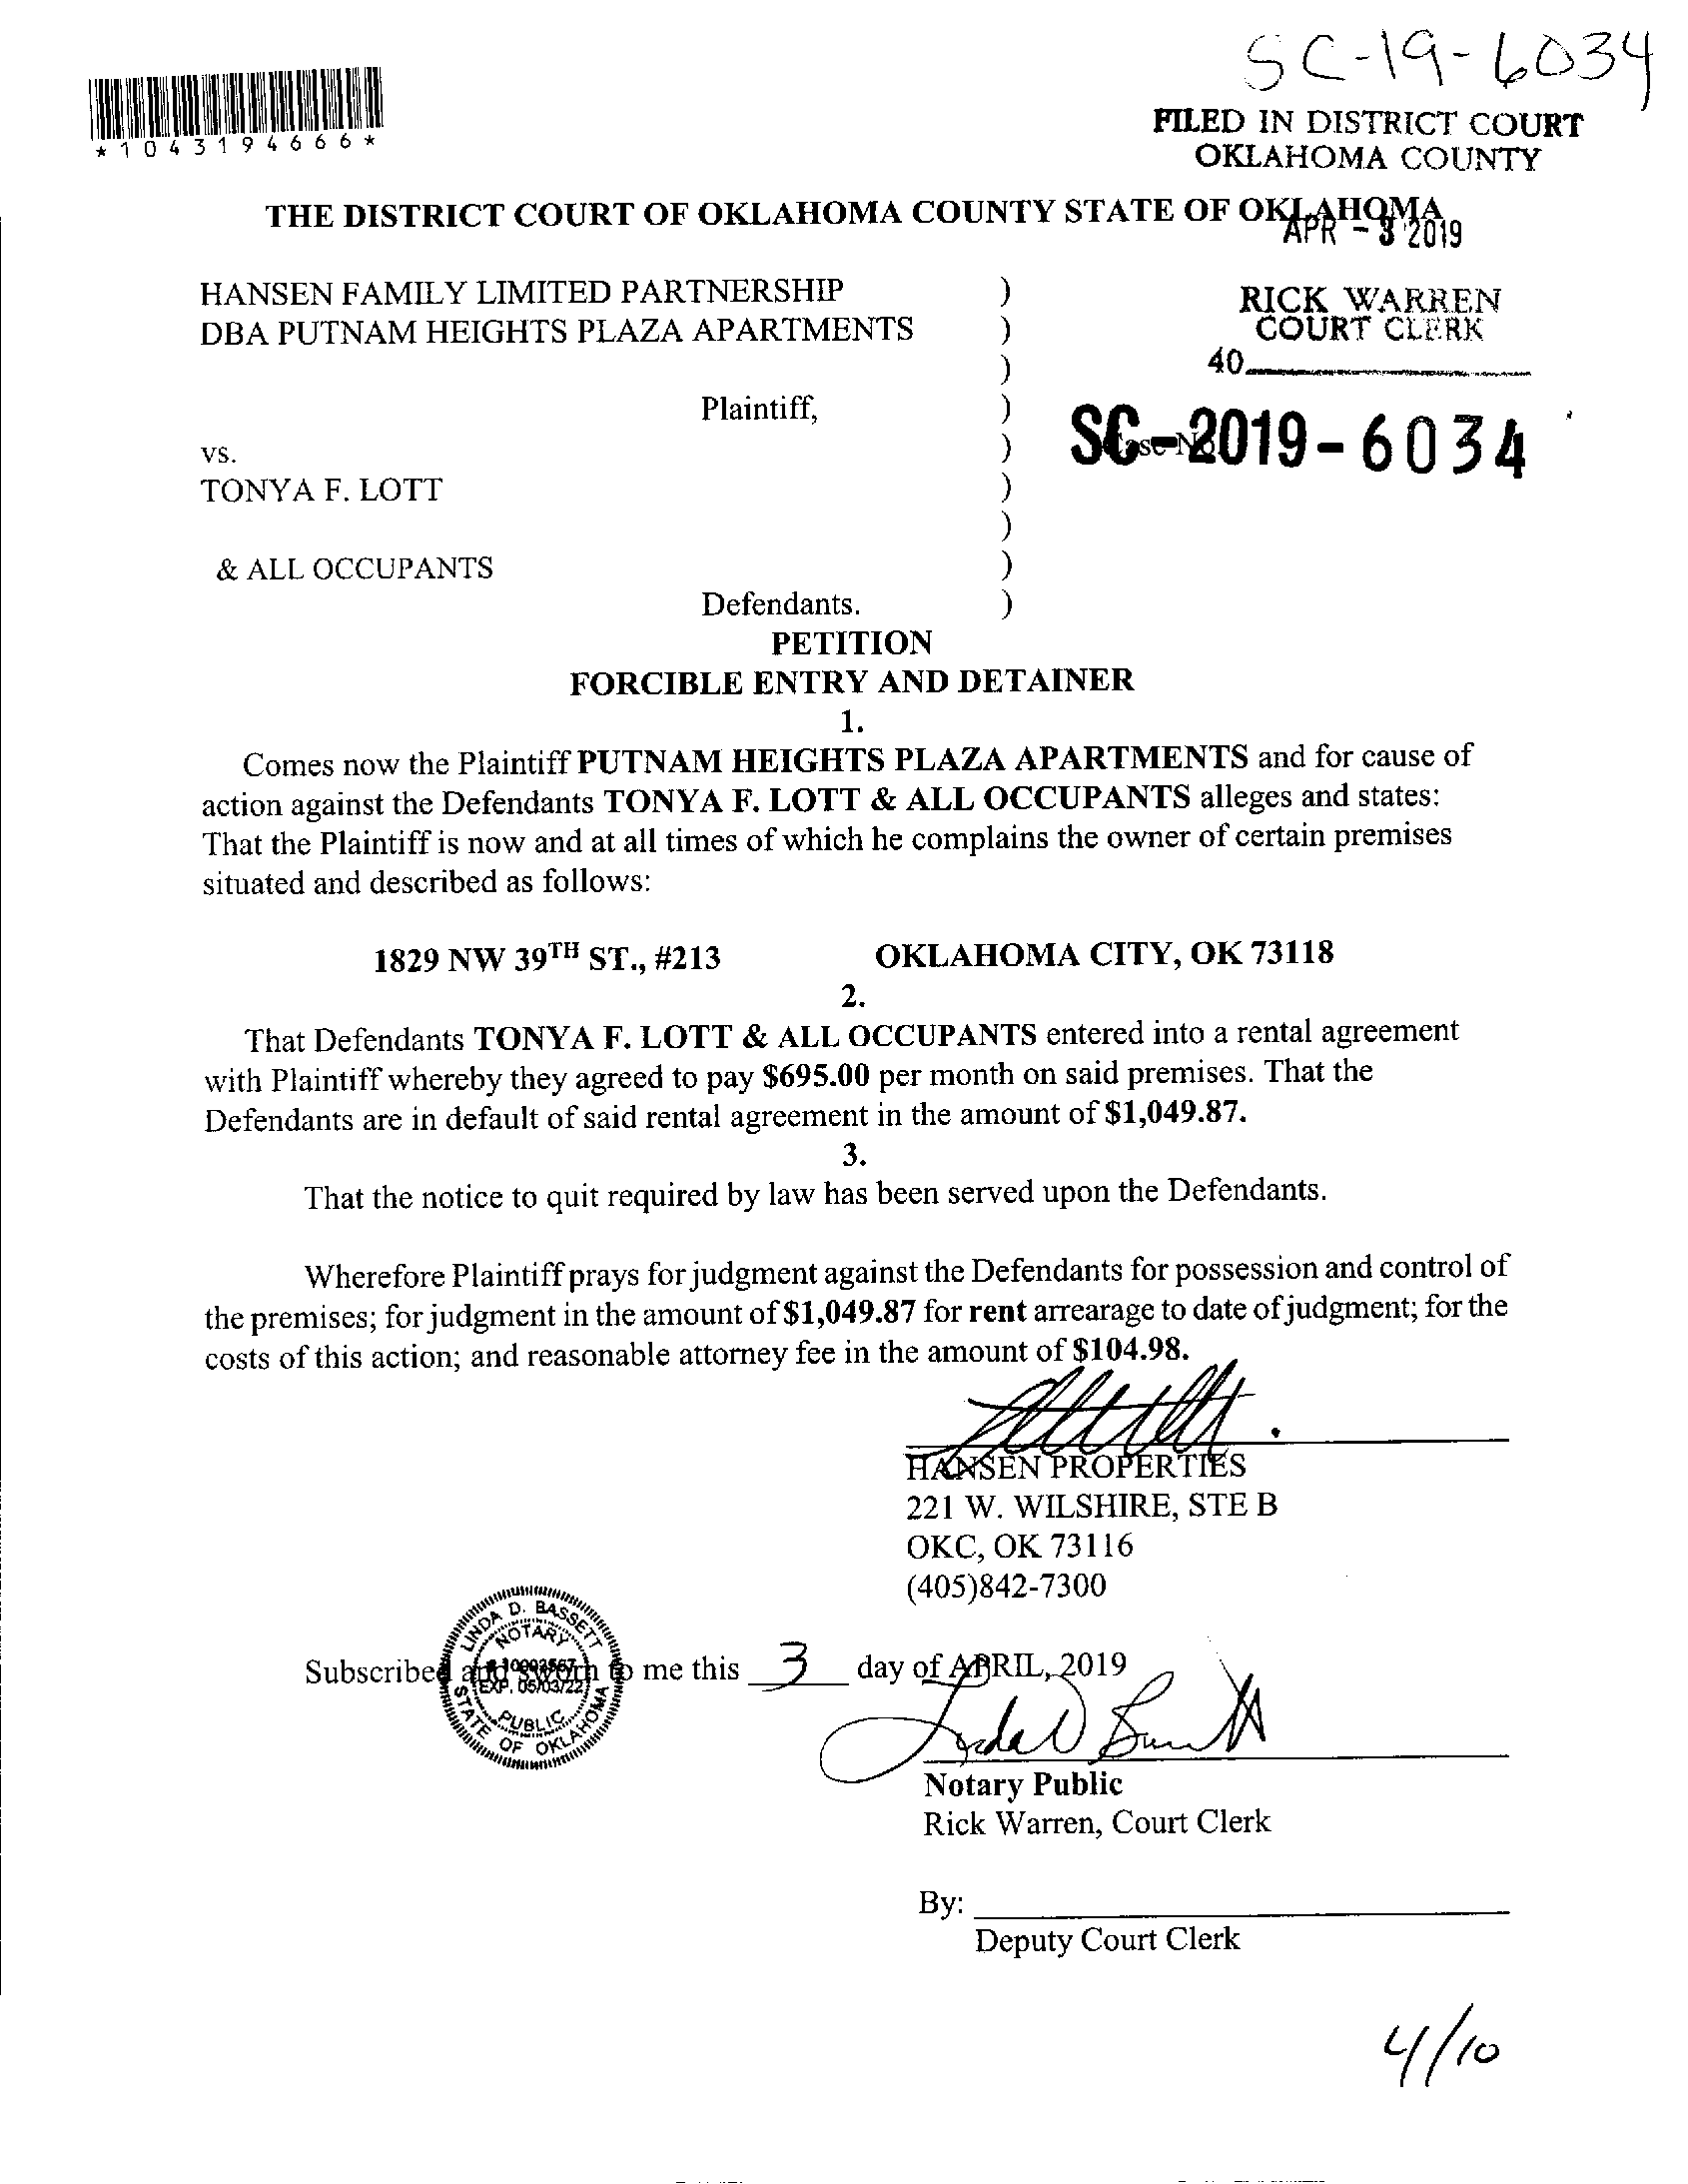 SC-19-6034
*1043194666*
FILED IN DISTRICT COURT
OKLAHOMA COUNTY
THE DISTRICT COURT OF OKLAHOMA COUNTY STATE OF OKLAHOMA
APR - 3 2019
HANSEN FAMILY LIMITED PARTNERSHIP )
DBA PUTNAM HEIGHTS PLAZA APARTMENTS )
)
RICK WARREN
COURT CLERK
40
Plaintiff, )
vs. )
SC-2019-6034
Case No.
TONYA F. LOTT )
)
& ALL OCCUPANTS )
Defendants. )
PETITION
FORCIBLE ENTRY AND DETAINER
1.
Comes now the Plaintiff PUTNAM HEIGHTS PLAZA APARTMENTS and for cause of
action against the Defendants TONYA F. LOTT & ALL OCCUPANTS alleges and states:
That the Plaintiff is now and at all times of which he complains the owner of certain premises
situated and described as follows:
1829 NW 39TH ST., #213 OKLAHOMA CITY, OK 73118
2.
That Defendants TONYA F. LOTT & ALL OCCUPANTS entered into a rental agreement
with Plaintiff whereby they agreed to pay $695.00 per month on said premises. That the
Defendants are in default of said rental agreement in the amount of $1,049.87.
3.
That the notice to quit required by law has been served upon the Defendants.
Wherefore Plaintiff prays for judgment against the Defendants for possession and control of
the premises; for judgment in the amount of $1,049.87 for rent arrearage to date of judgment; for the
costs of this action; and reasonable attorney fee in the amount of $104.98.
HANSEN PROPERTIES
221 W. WILSHIRE, STE B
OKC, OK 73116
(405)842-7300
LINDA D. BASSETT
NOTARY
EXP. 05/03/22
PUBLIC
STATE OF OKLAHOMA
Subscribed and sworn to me this 3 day of APRIL, 2019
Linda D Bassett
Notary Public
Rick Warren, Court Clerk
By:
Deputy Court Clerk
4/10